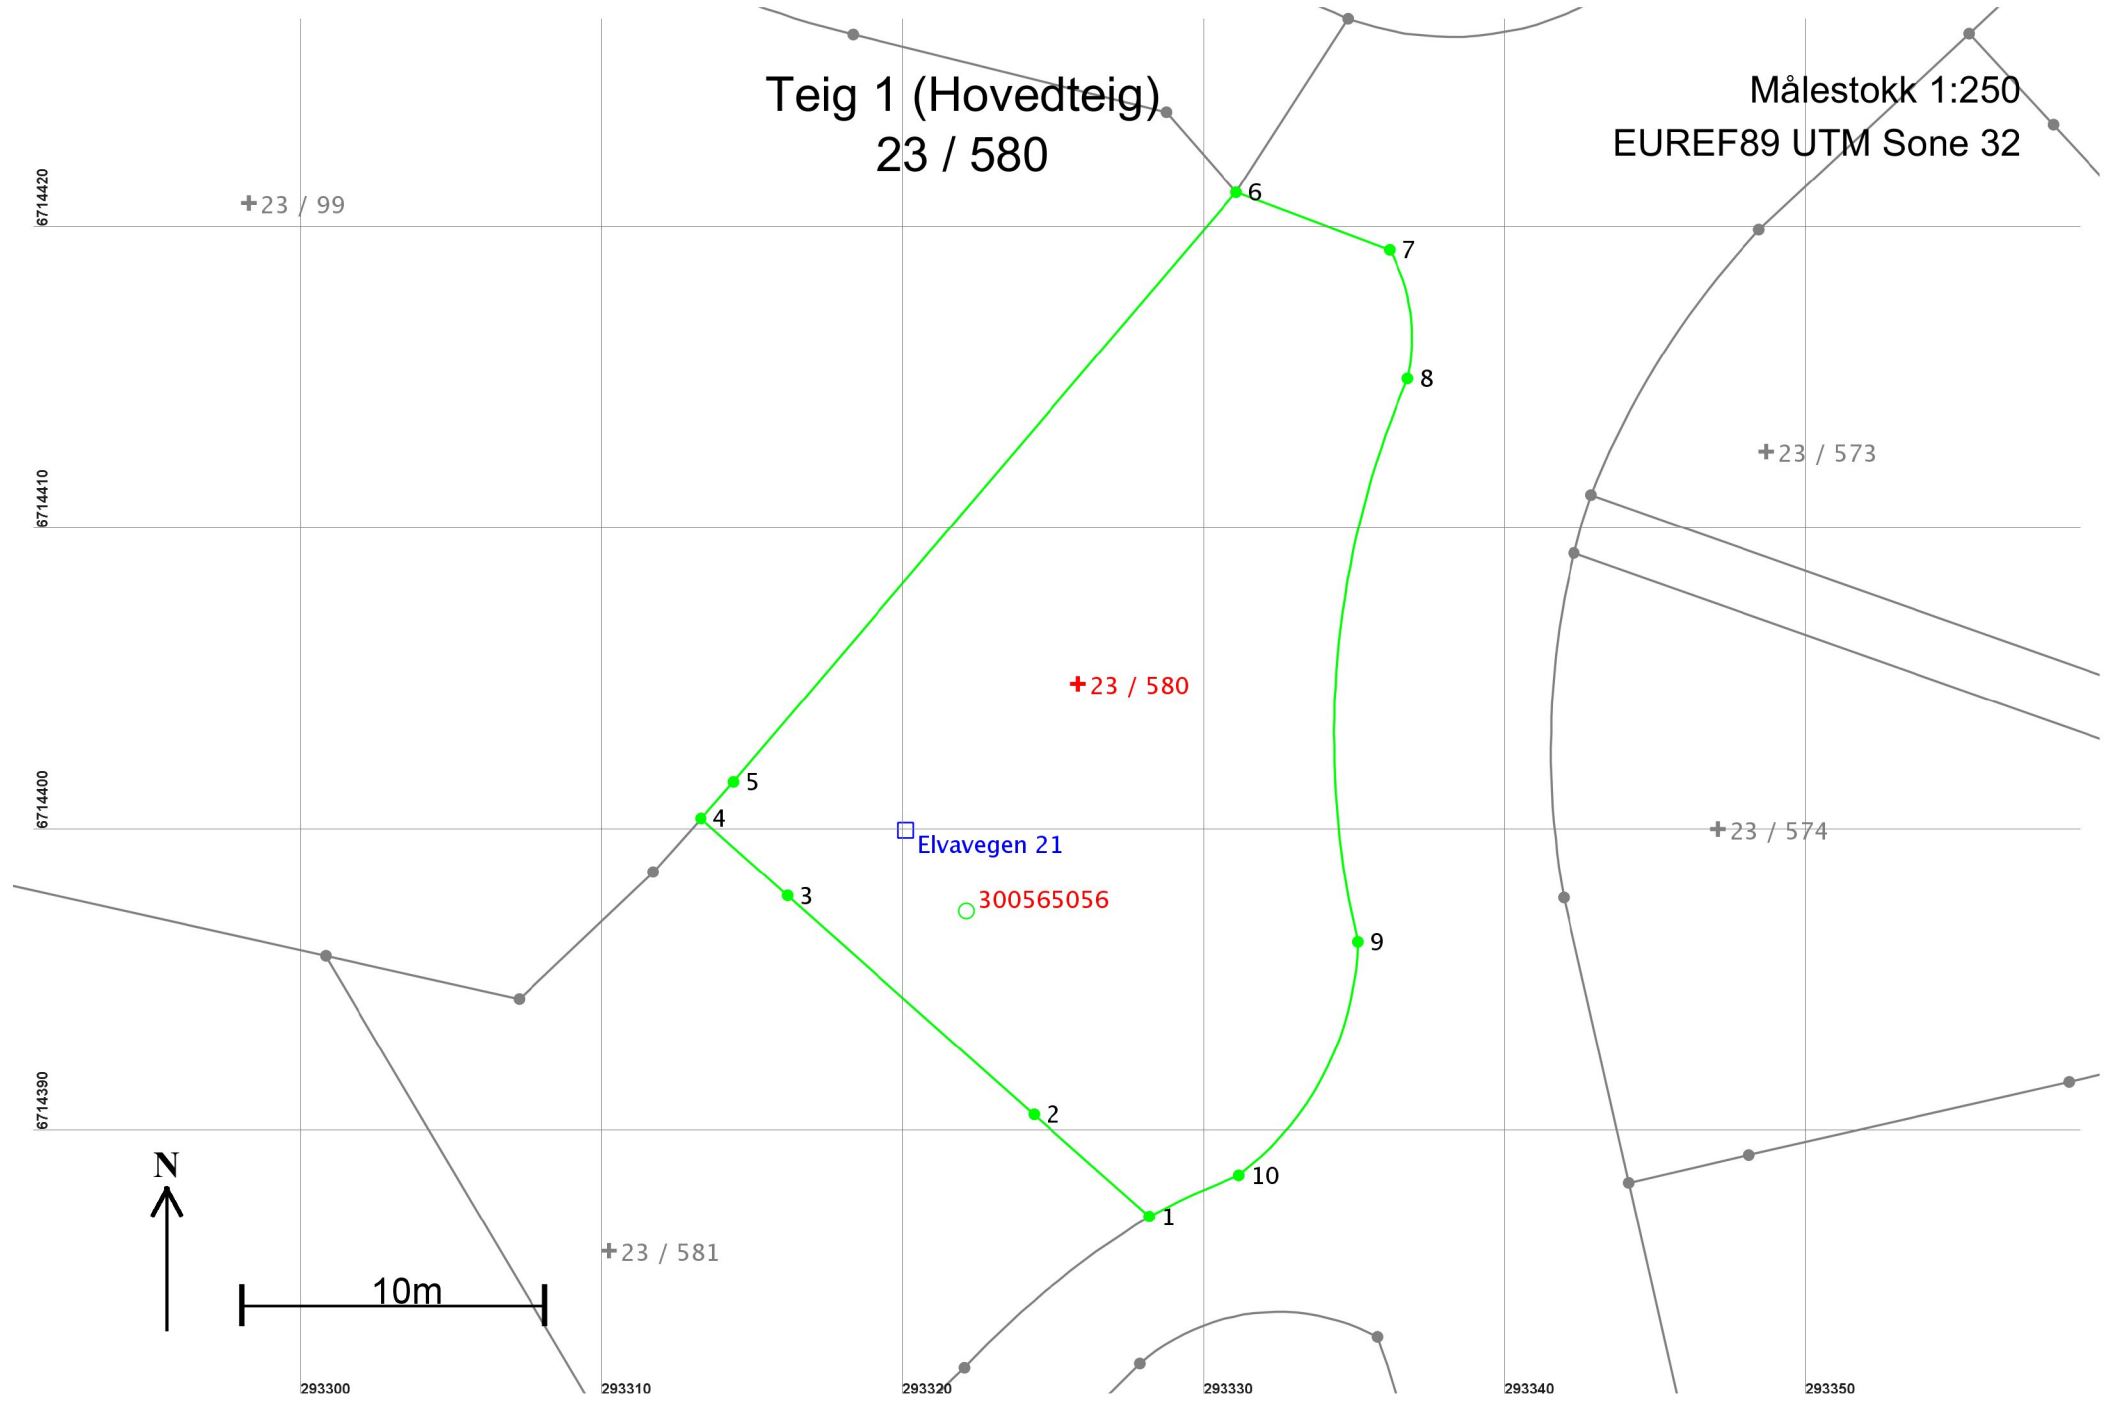 Teig 1 (Hovedteig)
23 / 580
Målestokk 1:250
EUREF89 UTM Sone 32
6714420
23 / 99
6
7
8
6714410
23 / 573
23 / 580
5
6714400
4
Elvavegen 21
23 / 574
3
300565056
9
6714390
2
N
10
1
23 / 581
10m
293300
293310
293320
293330
293340
293350